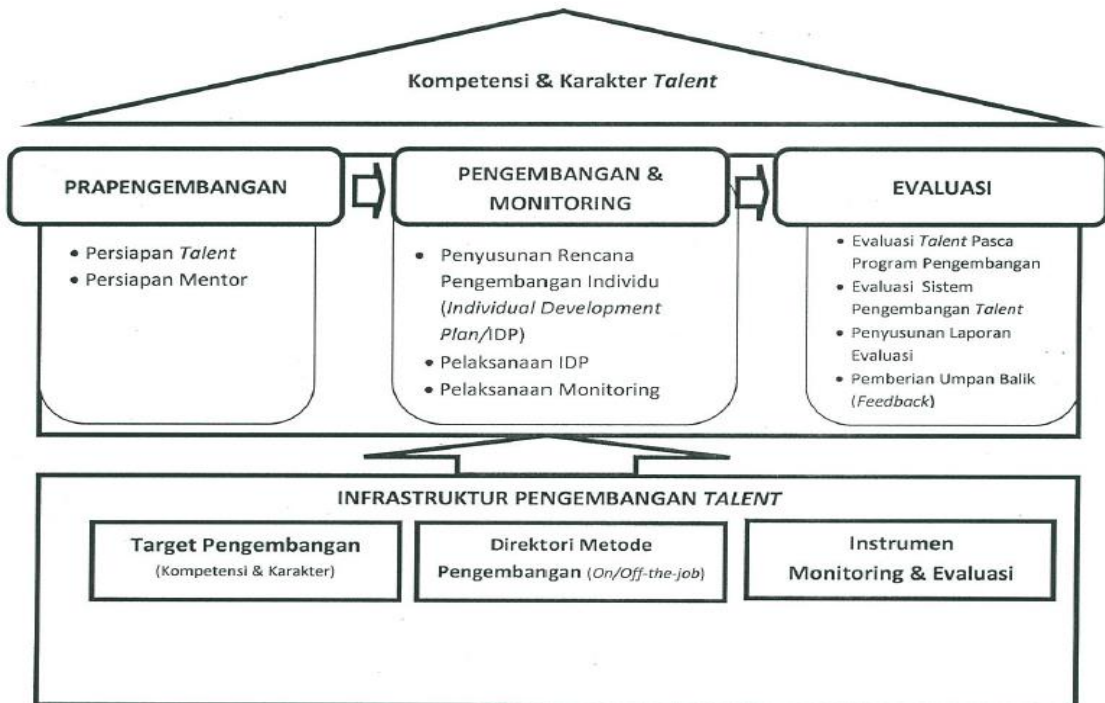 Kompetensi & Karakter Talent
PRAPENGEMBANGAN
• Persiapan Talent
• Persiapan Mentor
PENGEMBANGAN &
MONITORING
• Penyusunan Rencana
Pengembangan Individu
(Individual Development
Plan/IDP)
• Pelaksanaan IDP
• Pelaksanaan Monitoring
EVALUASI
• Evaluasi Talent Pasca
Program Pengembangan
• Evaluasi Sistem
Pengembangan Talent
• Penyusunan Laporan
Evaluasi
• Pemberian Umpan Balik
(Feedback)
INFRASTRUKTUR PENGEMBANGAN TALENT
Target Pengembangan
(Kompetensi & Karakter)
Direktori Metode
Pengembangan (On/Off-the-job)
Instrumen
Monitoring & Evaluasi